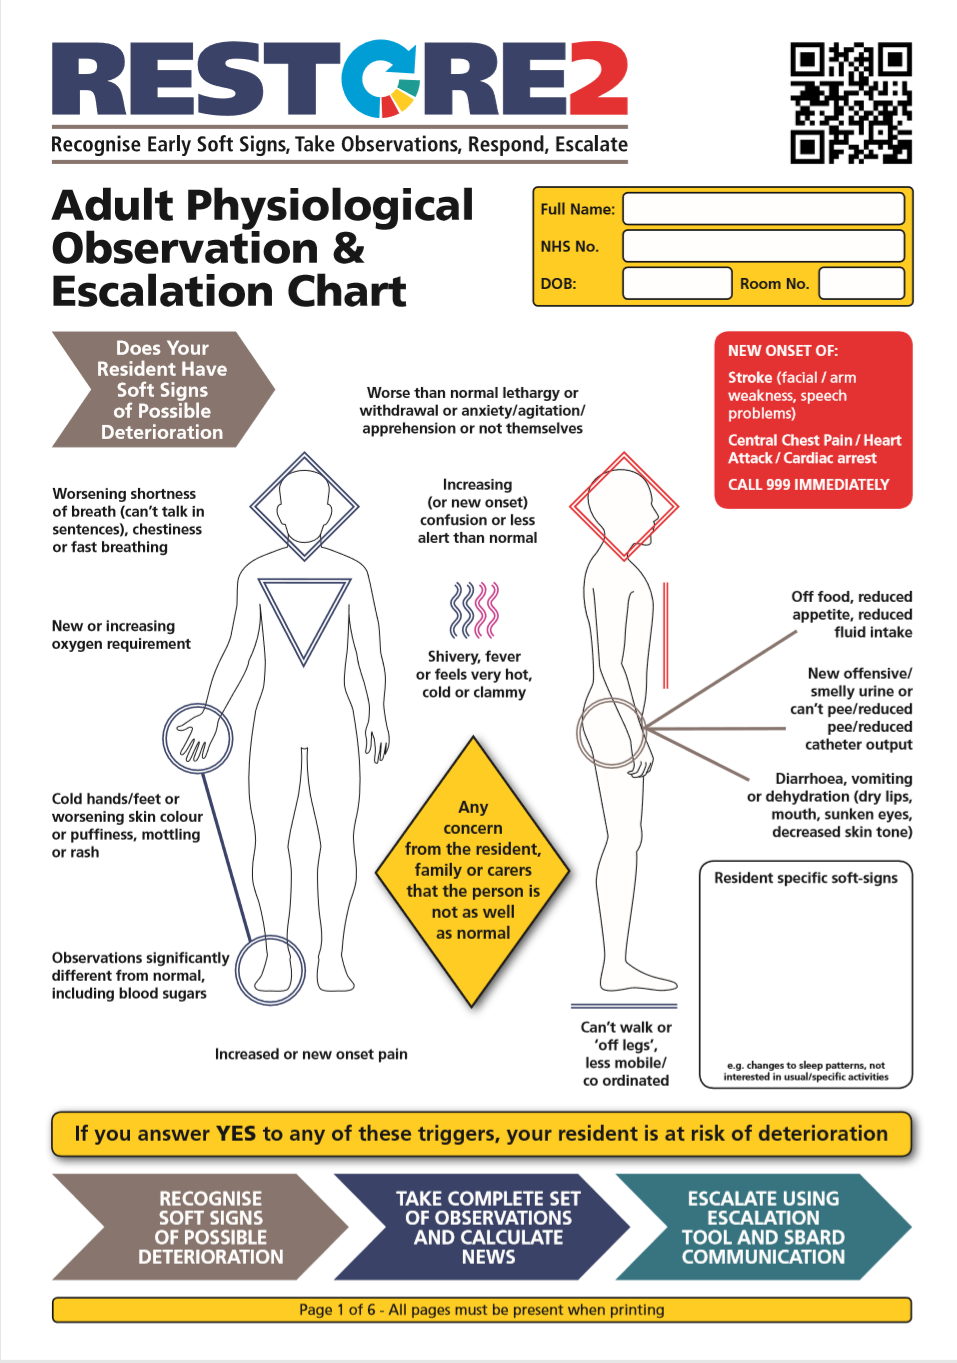 RESTORE2
Recognise Early Soft Signs, Take Observations, Respond, Escalate
Adult Physiological
Observation &
Escalation Chart
Full Name:
NHS No.
DOB:
Room No.
Does Your
Resident Have
Soft Signs
of Possible
Deterioration
Worse than normal lethargy or
withdrawal or anxiety/agitation/
apprehension or not themselves
NEW ONSET OF:
Stroke (facial / arm
weakness, speech
problems)
Central Chest Pain / Heart
Attack / Cardiac arrest
CALL 999 IMMEDIATELY
Worsening shortness
of breath (can't talk in
sentences), chestiness
or fast breathing
Increasing
(or new onset)
confusion or less
alert than normal
New or increasing
oxygen requirement
Shivery, fever
or feels very hot,
cold or clammy
Off food, reduced
appetite, reduced
fluid intake
New offensive/
smelly urine or
can't pee/reduced
pee/reduced
catheter output
Diarrhoea, vomiting
or dehydration (dry lips,
mouth, sunken eyes,
decreased skin tone)
Cold hands/feet or
worsening skin colour
or puffiness, mottling
or rash
Any
concern
from the resident,
family or carers
that the person is
not as well
as normal
Resident specific soft-signs
e.g. changes to sleep patterns, not
interested in usual/specific activities
Observations significantly
different from normal,
including blood sugars
Increased or new onset pain
Can't walk or
'off legs',
less mobile/
co ordinated
If you answer YES to any of these triggers, your resident is at risk of deterioration
RECOGNISE
SOFT SIGNS
OF POSSIBLE
DETERIORATION
TAKE COMPLETE SET
OF OBSERVATIONS
AND CALCULATE
NEWS
ESCALATE USING
ESCALATION
TOOL AND SBARD
COMMUNICATION
Page 1 of 6 - All pages must be present when printing